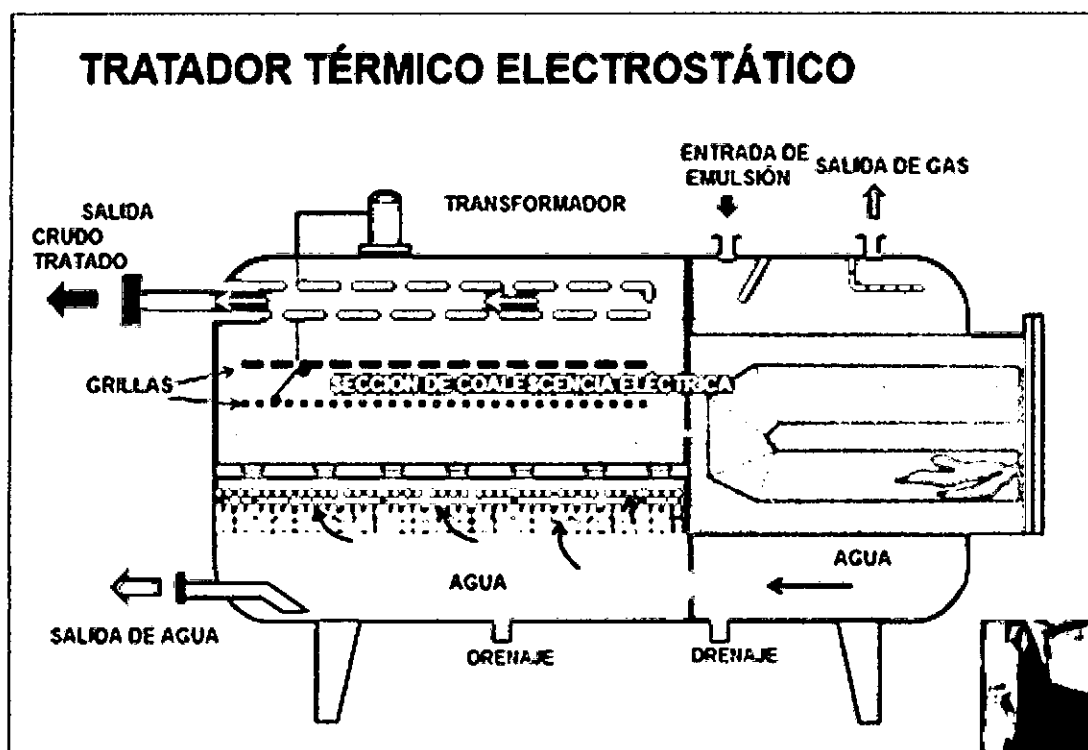 TRATADOR TÉRMICO ELECTROSTÁTICO
ENTRADA DE
EMULSIÓN
SALIDA DE GAS
TRANSFORMADOR
SALIDA
CRUDO
TRATADO
GRILLAS
SECCION DE COALESCENCIA ELÉCTRICA
AGUA
AGUA
SALIDA DE AGUA
DRENAJE
DRENAJE